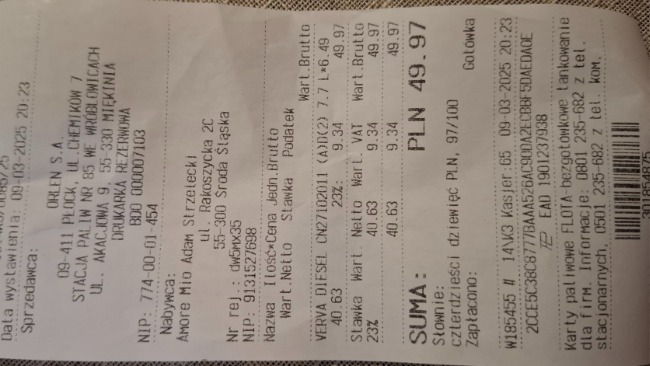 Data wystawienia: 09-03-2025 20:23
Sprzedawca:
ORLEN S.A
09-411 PŁOCK, UL. CHEMIKÓW 7
STACJA PALIW NR 85 WE WRÓBLOWICACH
UL. AKACJOWA 9, 55-330 MIĘKINIA
DRUKARKA REZERWOWA
BDO 000007103
NIP: 774-00-01-454
Nabywca:
Amore Mio Adam Strzelecki
ul. Rakoszycka 2C
55-300 Środa Śląska
Nr rej.: dw5mx35
NIP: 9131527698
Nazwa Ilość*Cena Jedn.Brutto
Wart.Netto Stawka Podatek Wart.Brutto
VERVA DIESEL CN27102011 (A)Д(2) 7.7 L*6.49
40.63 23% 9.34 49.97
Stawka Wart. Netto Wart. VAT Wart.Brutto
23% 40.63 9.34 49.97
40.63 9.34 49.97
SUMA: PLN 49.97
Słownie:
czterdzieści dziewięć PLN, 97/100
Zapłacono: Gotówka
W185455 # 14\V3 Kasjer:65 09-03-2025 20:23
EAD 1901237938
Karty paliwowe FLOTA-bezgotówkowe tankowanie
dla firm. Informacje: 0801 235-682 z tel.
stacjonarnych, 0501 235-682 z tel. kom.